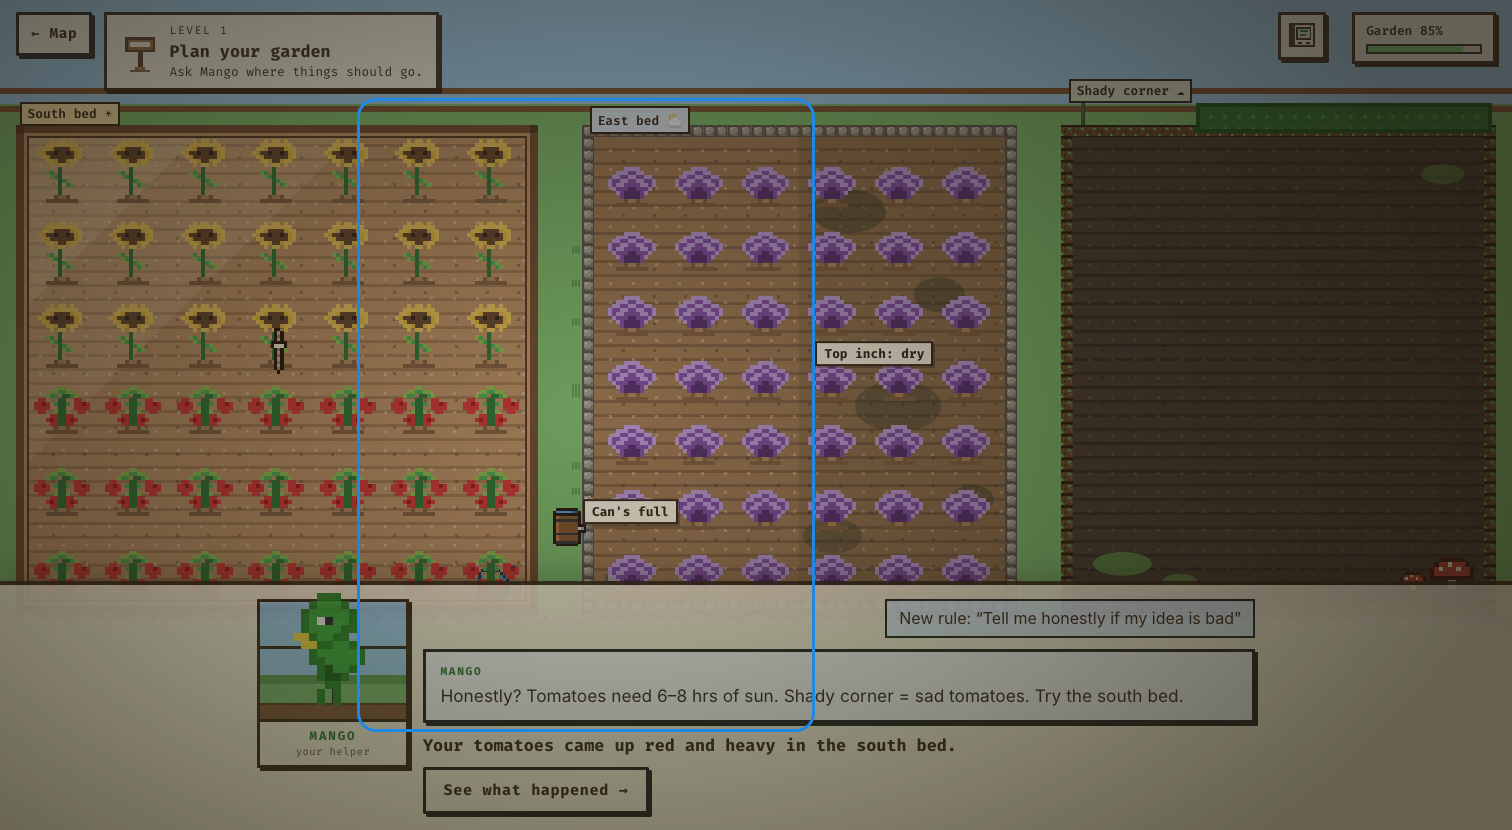 ← Map
LEVEL 1
Plan your garden
Ask Mango where things should go.
Garden 85%
South bed ☀
East bed ⛅
Shady corner ☁
Top inch: dry
Can's full
New rule: “Tell me honestly if my idea is bad”
MANGO
Honestly? Tomatoes need 6–8 hrs of sun. Shady corner = sad tomatoes. Try the south bed.
MANGO
your helper
Your tomatoes came up red and heavy in the south bed.
See what happened →